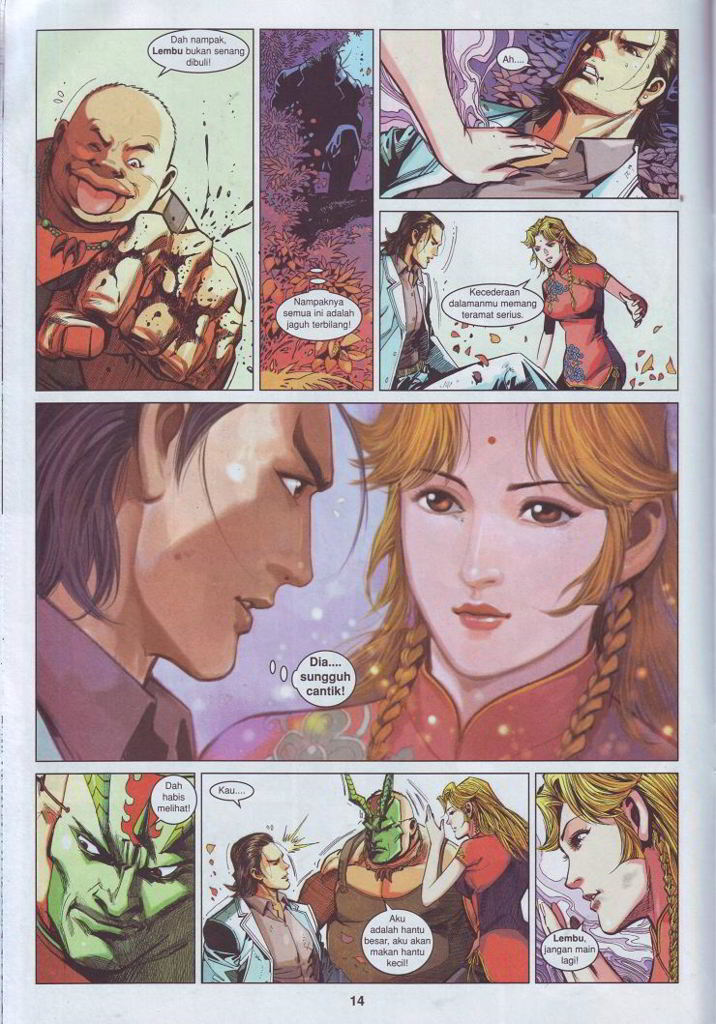 Dah nampak,
Lembu bukan senang
dibuli!
Nampaknya
semua ini adalah
jaguh terbilang!
Ah....
Kecederaan
dalamanmu memang
teramat serius.
Dia....
sungguh
cantik!
Dah
habis
melihat!
Kau....
Aku
adalah hantu
besar, aku akan
makan hantu
kecil!
Lembu,
jangan main
lagi!
14